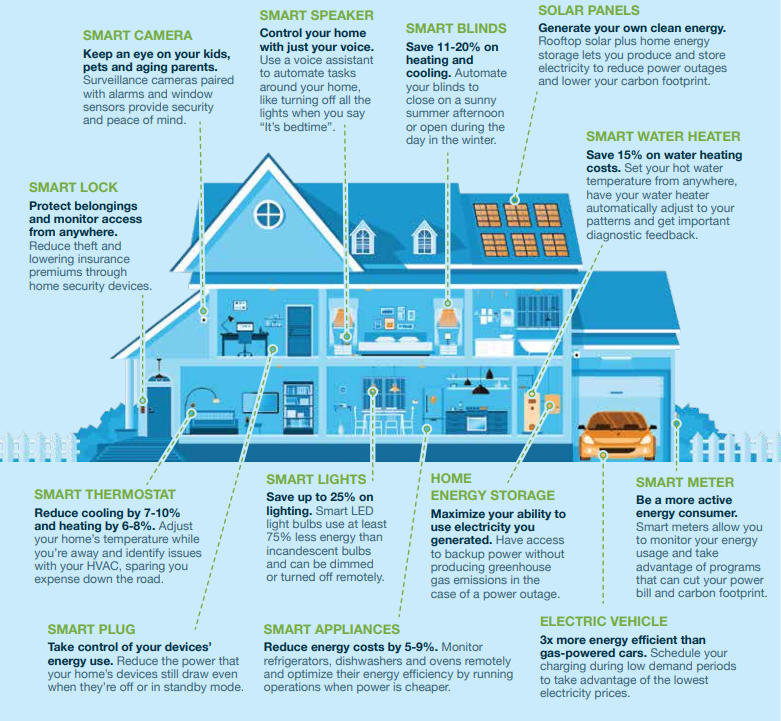 SMART CAMERA
Keep an eye on your kids,
pets and aging parents.
Surveillance cameras paired
with alarms and window
sensors provide security
and peace of mind.
SMART SPEAKER
Control your home
with just your voice.
Use a voice assistant
to automate tasks
around your home,
like turning off all the
lights when you say
“It’s bedtime”.
SMART BLINDS
Save 11-20% on
heating and
cooling. Automate
your blinds to
close on a sunny
summer afternoon
or open during the
day in the winter.
SOLAR PANELS
Generate your own clean energy.
Rooftop solar plus home energy
storage lets you produce and store
electricity to reduce power outages
and lower your carbon footprint.
SMART WATER HEATER
Save 15% on water heating
costs. Set your hot water
temperature from anywhere,
have your water heater
automatically adjust to your
patterns and get important
diagnostic feedback.
SMART LOCK
Protect belongings
and monitor access
from anywhere.
Reduce theft and
lowering insurance
premiums through
home security devices.
SMART THERMOSTAT
Reduce cooling by 7-10%
and heating by 6-8%. Adjust
your home’s temperature while
you’re away and identify issues
with your HVAC, sparing you
expense down the road.
SMART LIGHTS
Save up to 25% on
lighting. Smart LED
light bulbs use at least
75% less energy than
incandescent bulbs
and can be dimmed
or turned off remotely.
HOME
ENERGY STORAGE
Maximize your ability to
use electricity you
generated. Have access
to backup power without
producing greenhouse
gas emissions in the
case of a power outage.
SMART METER
Be a more active
energy consumer.
Smart meters allow you
to monitor your energy
usage and take
advantage of programs
that can cut your power
bill and carbon footprint.
SMART PLUG
Take control of your devices’
energy use. Reduce the power that
your home’s devices still draw even
when they’re off or in standby mode.
SMART APPLIANCES
Reduce energy costs by 5-9%. Monitor
refrigerators, dishwashers and ovens remotely
and optimize their energy efficiency by running
operations when power is cheaper.
ELECTRIC VEHICLE
3x more energy efficient than
gas-powered cars. Schedule your
charging during low demand periods
to take advantage of the lowest
electricity prices.